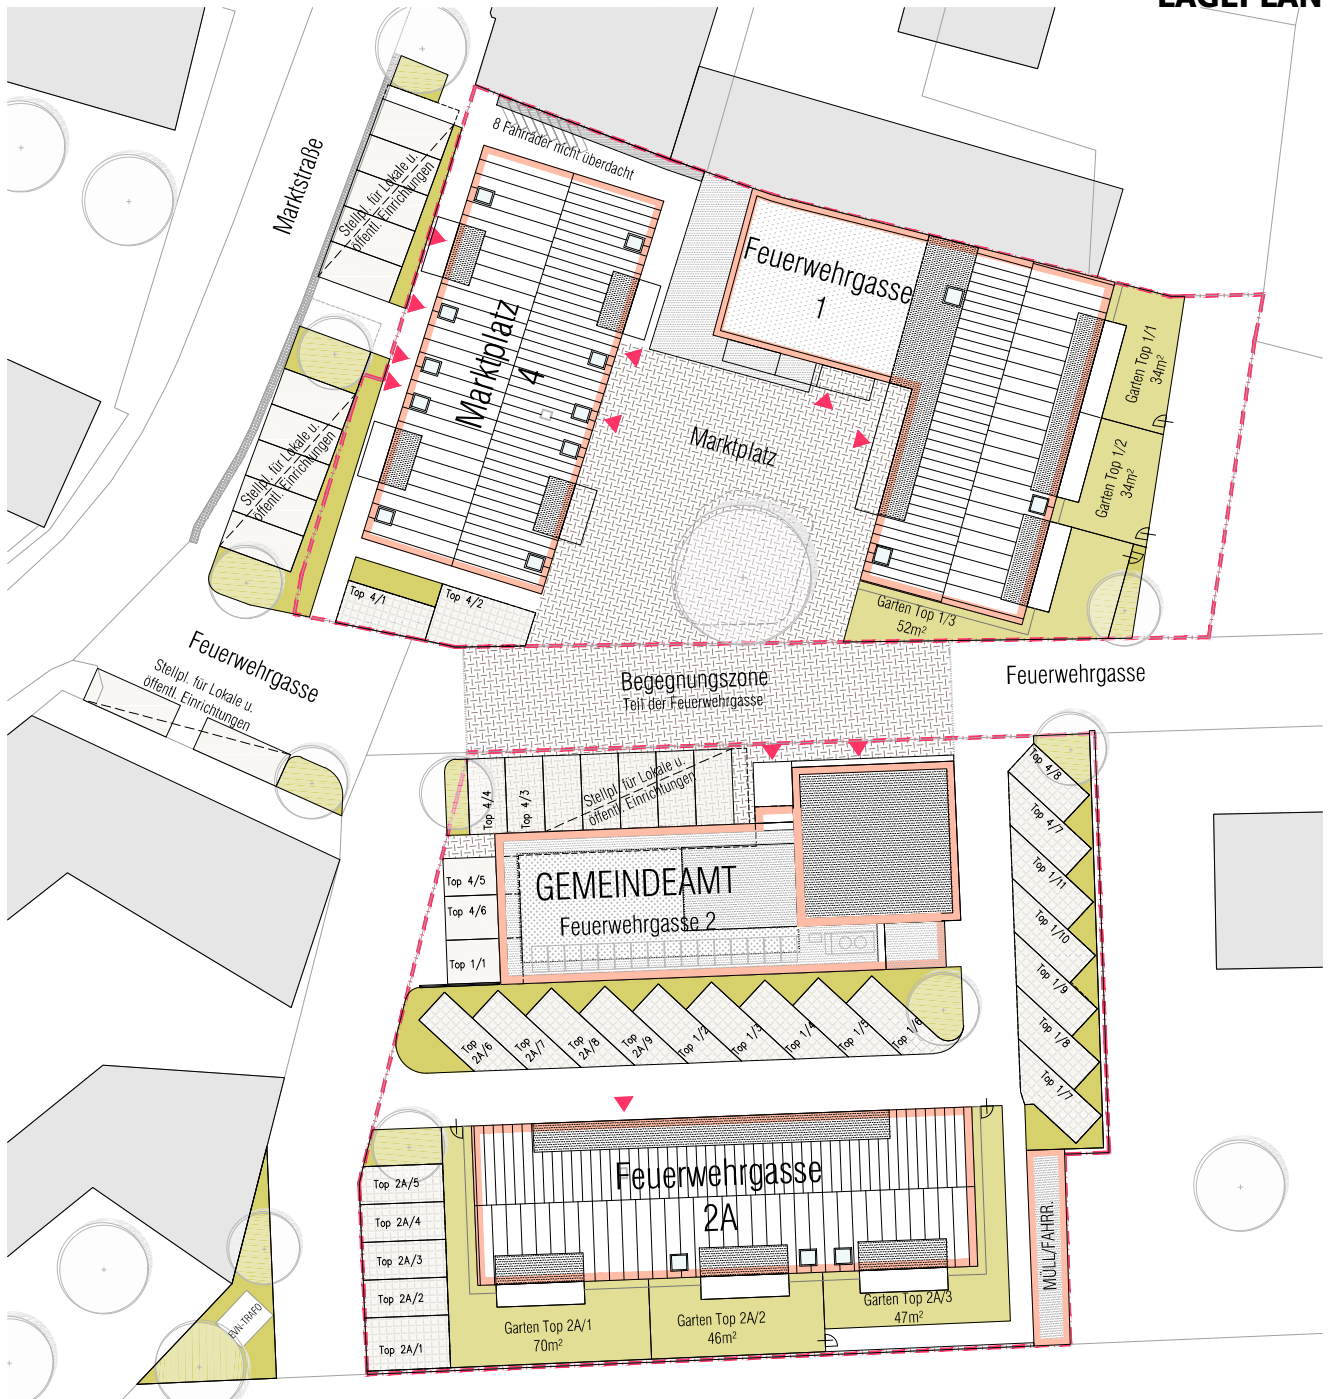 LAGEPLAN
Marktstraße
8 Fahrräder nicht überdacht
Stellpl. für Lokale u.
öffentl. Einrichtungen
Feuerwehrgasse
1
Marktplatz
4
Garten Top 1/1
34m²
Marktplatz
Garten Top 1/2
34m²
Stellpl. für Lokale u.
öffentl. Einrichtungen
Top 4/1
Top 4/2
Garten Top 1/3
52m²
Feuerwehrgasse
Stellpl. für Lokale u.
öffentl. Einrichtungen
Begegnungszone
Teil der Feuerwehrgasse
Feuerwehrgasse
Top 4/4
Top 4/3
Stellpl. für Lokale u.
öffentl. Einrichtungen
Top 4/8
Top 4/7
Top 1/11
Top 1/10
Top 1/9
Top 1/8
Top 1/7
Top 4/5
Top 4/6
Top 1/1
GEMEINDEAMT
Feuerwehrgasse 2
Top
2A/6
Top
2A/7
Top
2A/8
Top
2A/9
Top 1/2
Top 1/3
Top 1/4
Top 1/5
Top 1/6
Feuerwehrgasse
2A
Top 2A/5
Top 2A/4
Top 2A/3
Top 2A/2
Top 2A/1
MÜLL/FAHRR.
EVN-TRAFO
Garten Top 2A/1
70m²
Garten Top 2A/2
46m²
Garten Top 2A/3
47m²